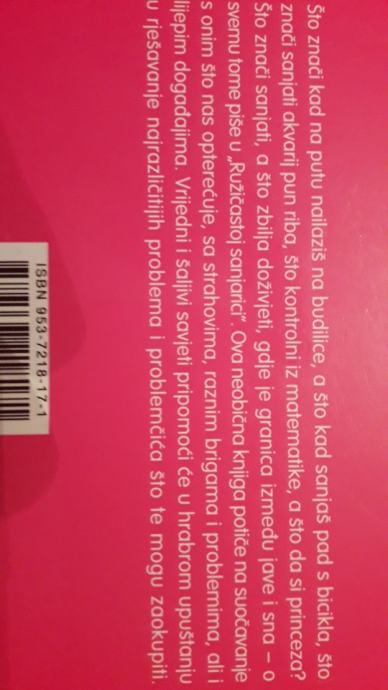 Što znači kad na putu nailaziš na budilice, a što kad sanjaš pad s bicikla, što
znači sanjati akvarij pun riba, što kontrolni iz matematike, a što da si princeza?
Što znači sanjati, a što zbilja doživjeti, gdje je granica između jave i sna – o
svemu tome piše u „Ružičastoj sanjarici". Ova neobična knjiga potiče na suočavanje
s onim što nas opterećuje, sa strahovima, raznim brigama i problemima, ali i
lijepim događajima. Vrijedni i šaljivi savjeti pripomoći će u hrabrom upuštanju
u rješavanje najrazličitijih problema i problemčića što te mogu zaokupiti.
ISBN 953-7218-17-1